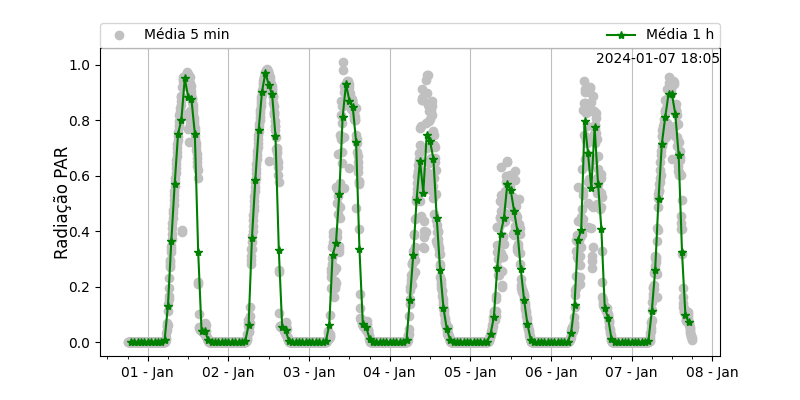 Média 5 min
Média 1 h
2024-01-07 18:05
Radiação PAR
1.0
0.8
0.6
0.4
0.2
0.0
01 - Jan
02 - Jan
03 - Jan
04 - Jan
05 - Jan
06 - Jan
07 - Jan
08 - Jan